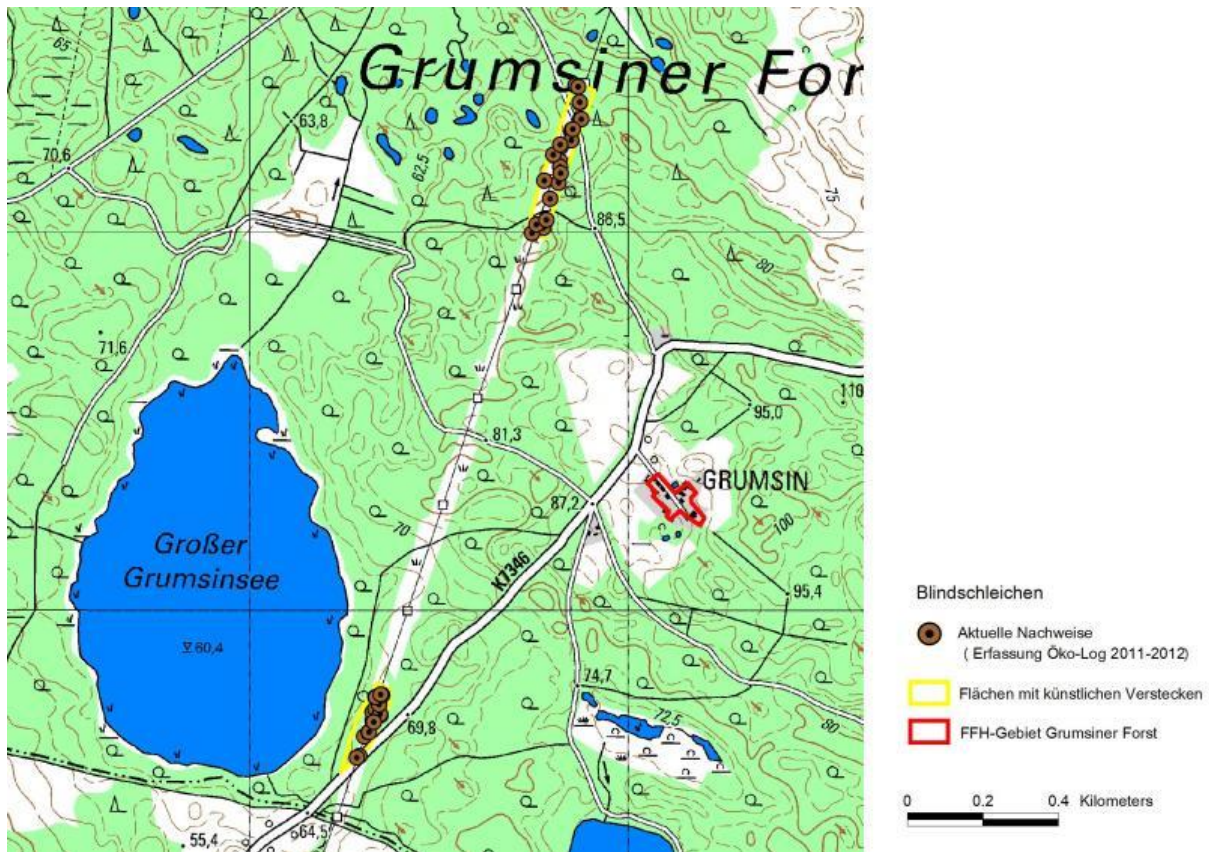 Grumsiner For
65
63,8
70,6
62,5
75
86,5
80
71,6
110
95,0
81,3
GRUMSIN
87,2
100
70
Großer
Grumsinsee
K7346
95,4
60,4
74,7
72,5
69,8
80
64,5
55,4
Blindschleichen
Aktuelle Nachweise
( Erfassung Öko-Log 2011-2012)
Flächen mit künstlichen Verstecken
FFH-Gebiet Grumsiner Forst
0 0.2 0.4 Kilometers